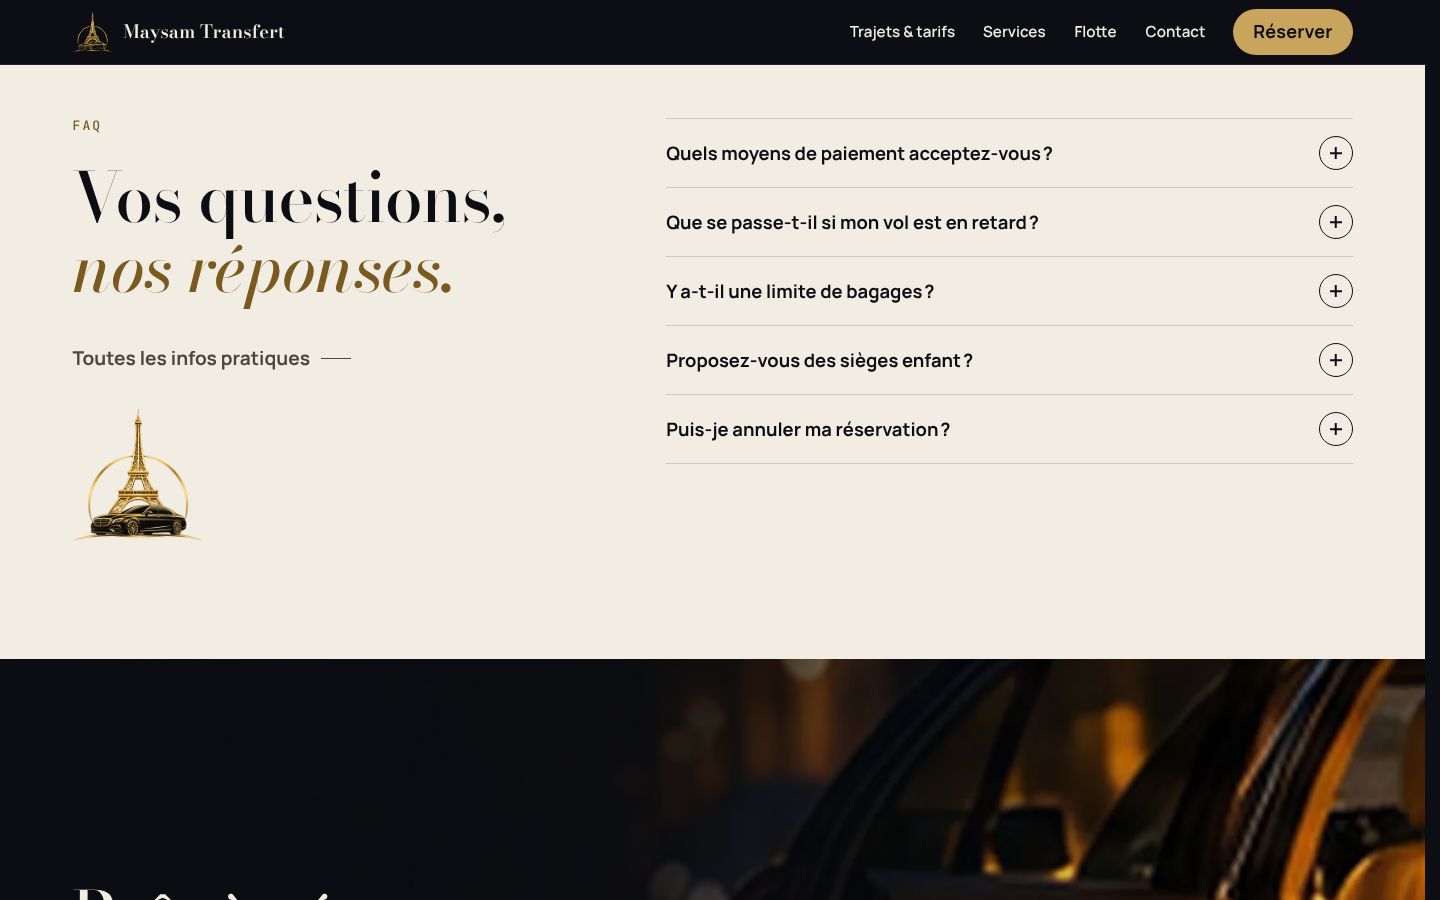 Maysam Transfert
Trajets & tarifs
Services
Flotte
Contact
Réserver
FAQ
Vos questions,
nos réponses.
Toutes les infos pratiques
Quels moyens de paiement acceptez-vous ?
Que se passe-t-il si mon vol est en retard ?
Y a-t-il une limite de bagages ?
Proposez-vous des sièges enfant ?
Puis-je annuler ma réservation ?